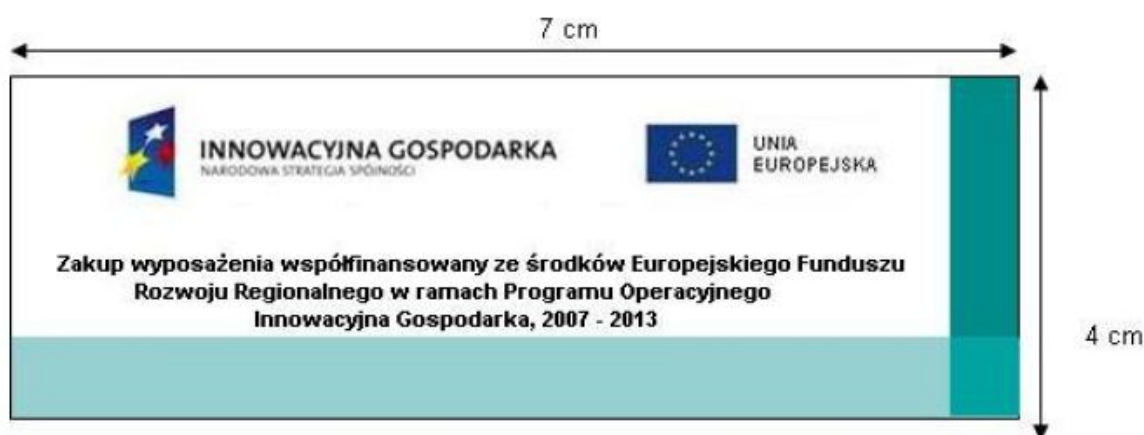 7 cm
INNOWACYJNA GOSPODARKA
NARODOWA STRATEGIA SPÓJNOŚCI
UNIA
EUROPEJSKA
Zakup wyposażenia współfinansowany ze środków Europejskiego Funduszu
Rozwoju Regionalnego w ramach Programu Operacyjnego
Innowacyjna Gospodarka, 2007 - 2013
4 cm